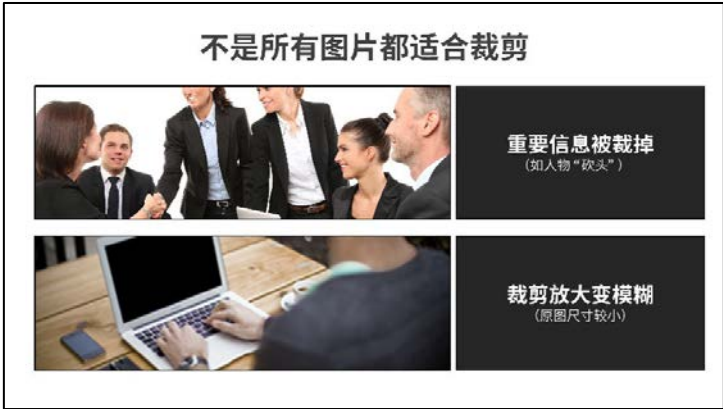 不是所有图片都适合裁剪
重要信息被裁掉
（如人物“砍头”）
裁剪放大变模糊
（原图尺寸较小）